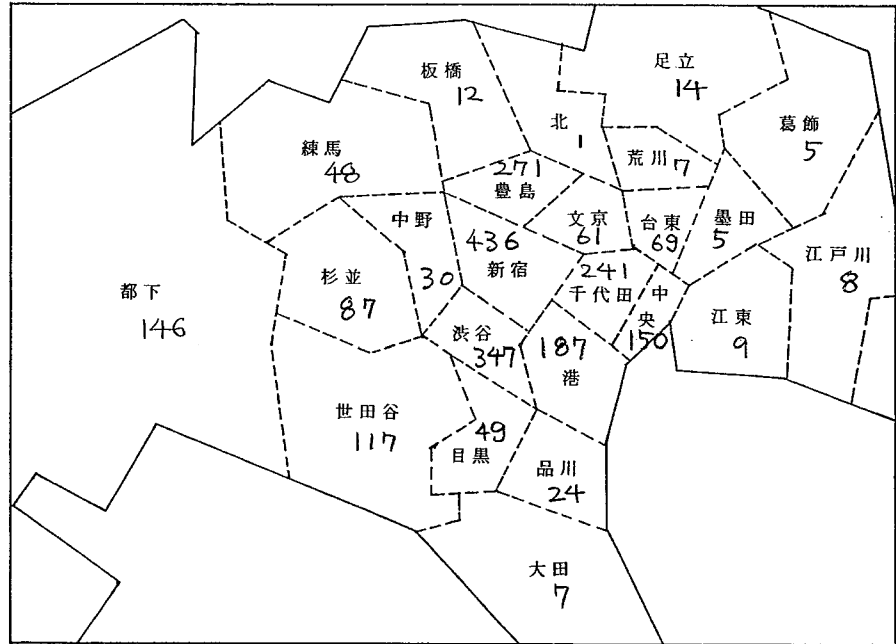 板橋
12
足立
14
北
1
葛飾
5
練馬
48
荒川
7
271
豊島
中野
30
文京
61
台東
69
墨田
5
436
新宿
江戸川
8
杉並
87
241
千代田
中央
150
都下
146
江東
9
渋谷
347
187
港
世田谷
117
49
目黒
品川
24
大田
7